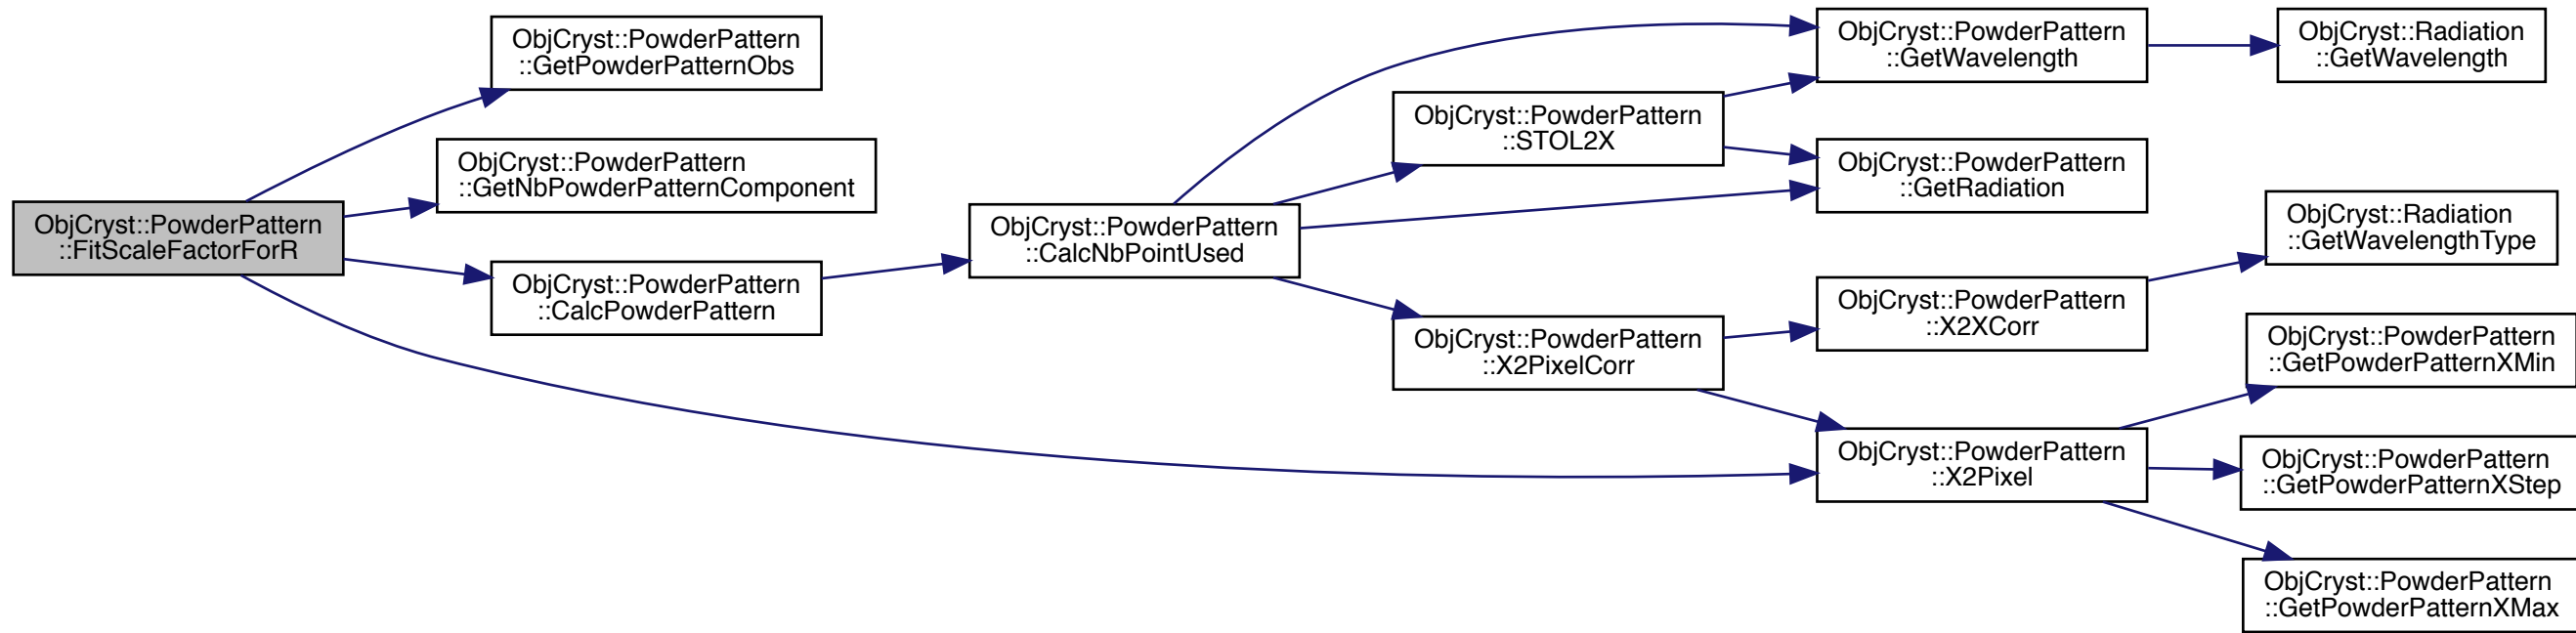 ObjCryst::PowderPattern
::FitScaleFactorForR
ObjCryst::PowderPattern
::GetPowderPatternObs
ObjCryst::PowderPattern
::GetNbPowderPatternComponent
ObjCryst::PowderPattern
::CalcPowderPattern
ObjCryst::PowderPattern
::CalcNbPointUsed
ObjCryst::PowderPattern
::STOL2X
ObjCryst::PowderPattern
::X2PixelCorr
ObjCryst::PowderPattern
::GetWavelength
ObjCryst::PowderPattern
::GetRadiation
ObjCryst::PowderPattern
::X2XCorr
ObjCryst::PowderPattern
::X2Pixel
ObjCryst::Radiation
::GetWavelength
ObjCryst::Radiation
::GetWavelengthType
ObjCryst::PowderPattern
::GetPowderPatternXMin
ObjCryst::PowderPattern
::GetPowderPatternXStep
ObjCryst::PowderPattern
::GetPowderPatternXMax